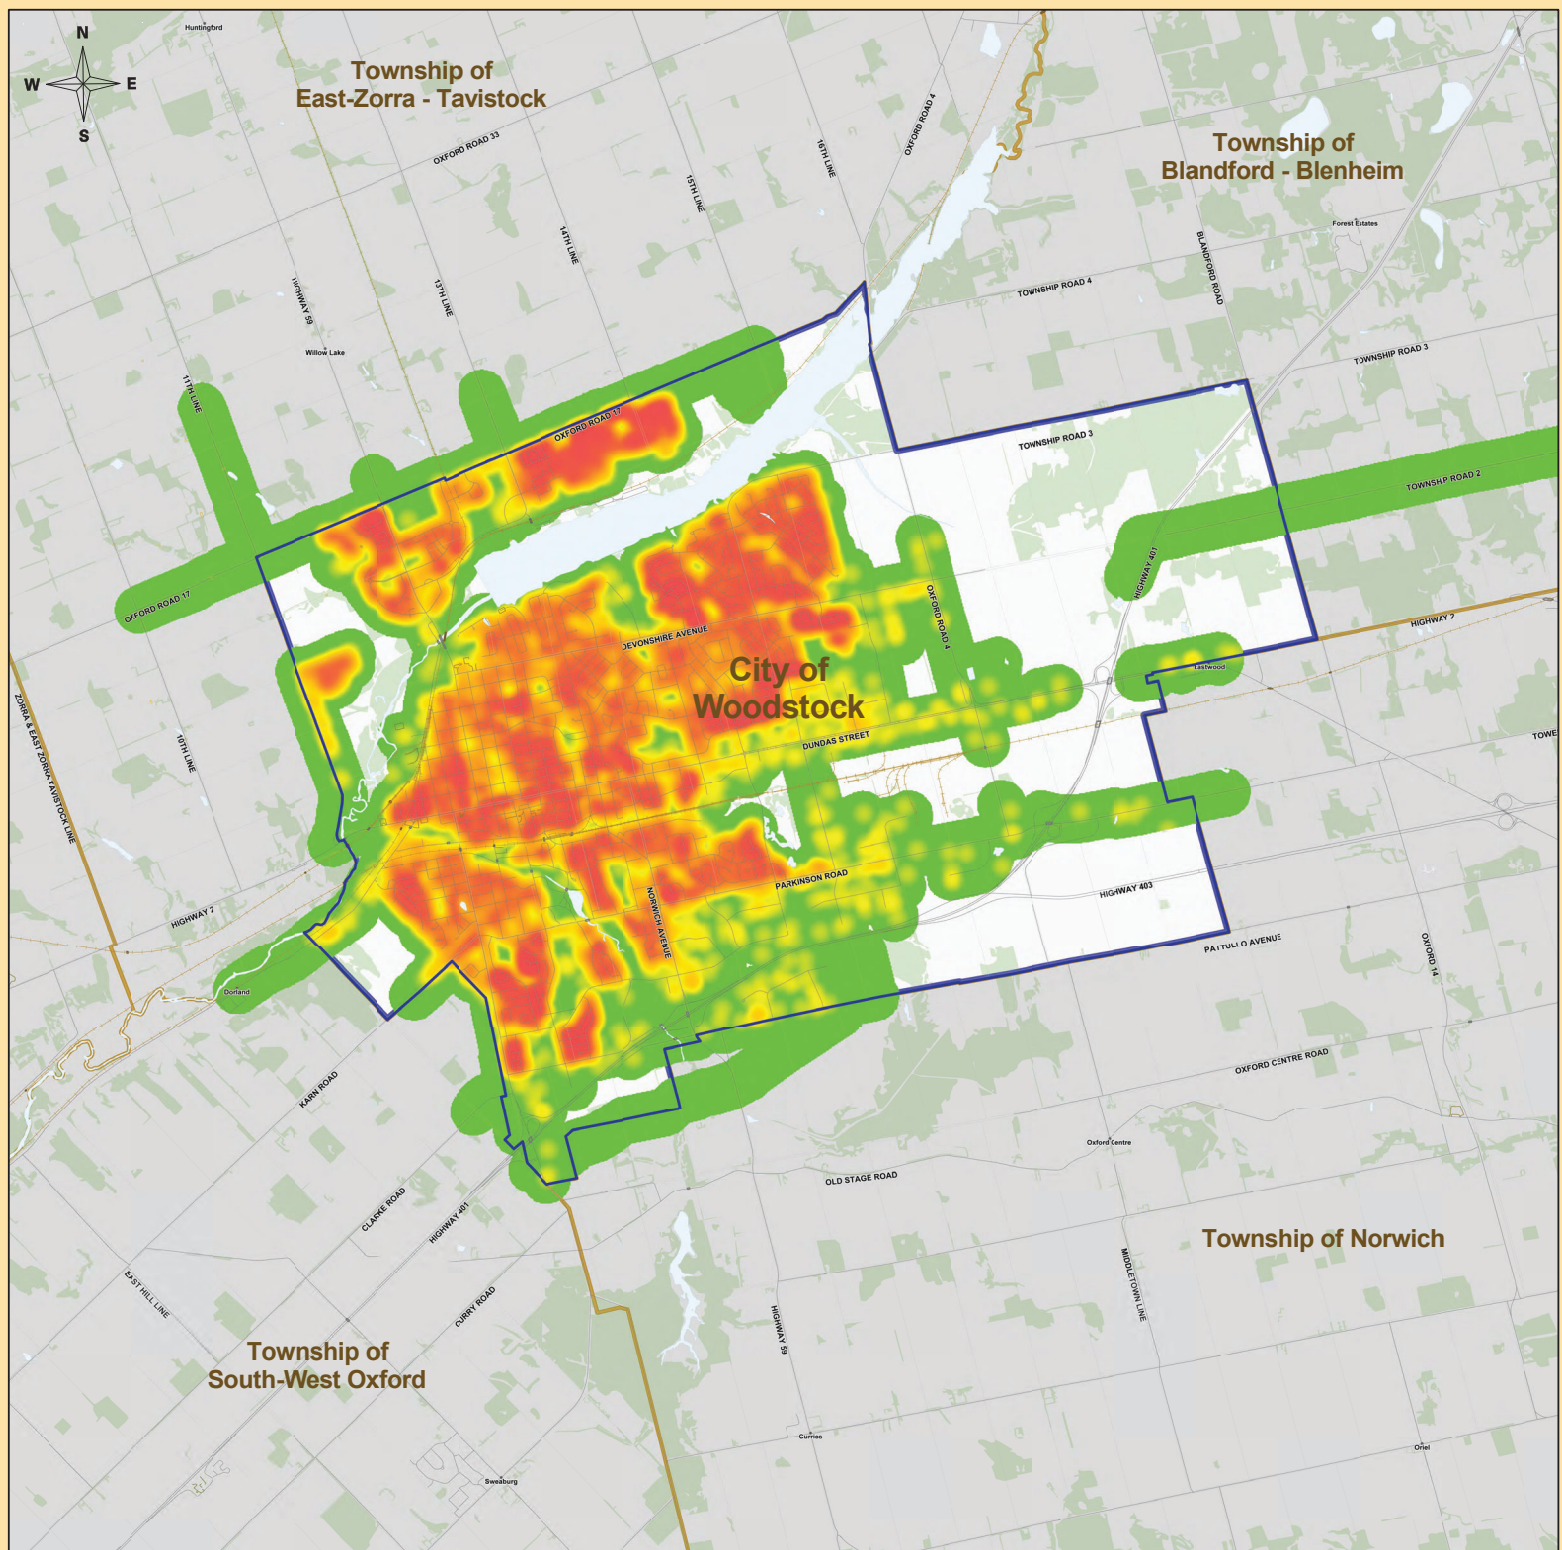 Huntingford
N
W
E
S
Township of
East-Zorra - Tavistock
OXFORD ROAD 4
OXFORD ROAD 33
16TH LINE
Township of
Blandford - Blenheim
15TH LINE
14TH LINE
Forest Estates
BLANDFORD ROAD
13TH LINE
HIGHWAY 59
TOWNSHIP ROAD 4
Willow Lake
TOWNSHIP ROAD 3
11TH LINE
OXFORD ROAD 17
TOWNSHIP ROAD 3
TOWNSHIP ROAD 2
HIGHWAY 401
OXFORD ROAD 17
OXFORD ROAD 4
DEVONSHIRE AVENUE
HIGHWAY 2
City of
Woodstock
Eastwood
ZORRA & EAST ZORRA-TAVISTOCK LINE
10TH LINE
DUNDAS STREET
TOWE
PARKINSON ROAD
HIGHWAY 403
NORWICH AVENUE
HIGHWAY 7
PATTULLO AVENUE
OXFORD 14
Dorland
KARN ROAD
OXFORD CENTRE ROAD
Oxford Centre
OLD STAGE ROAD
CLARKE ROAD
HIGHWAY 401
Township of Norwich
EAST HILL LINE
CURRY ROAD
MIDDLETOWN LINE
HIGHWAY 59
Township of
South-West Oxford
Curries
Oriel
Sweaburg